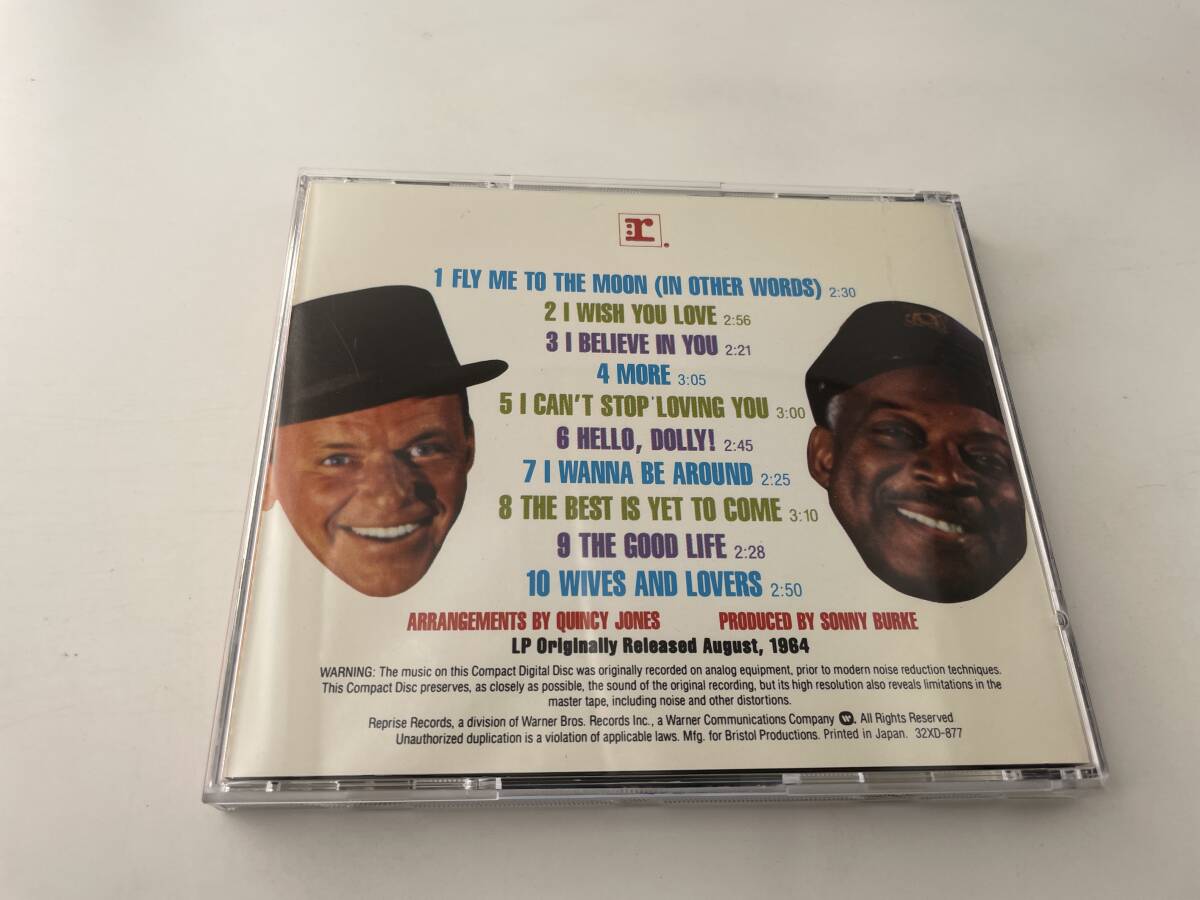 :r.
1 FLY ME TO THE MOON (IN OTHER WORDS) 2:30
2 I WISH YOU LOVE 2:56
3 I BELIEVE IN YOU 2:21
4 MORE 3:05
5 I CAN'T STOP LOVING YOU 3:00
6 HELLO, DOLLY! 2:45
7 I WANNA BE AROUND 2:25
8 THE BEST IS YET TO COME 3:10
9 THE GOOD LIFE 2:28
10 WIVES AND LOVERS 2:50
ARRANGEMENTS BY QUINCY JONES PRODUCED BY SONNY BURKE
LP Originally Released August, 1964
WARNING: The music on this Compact Digital Disc was originally recorded on analog equipment, prior to modern noise reduction techniques.
This Compact Disc preserves, as closely as possible, the sound of the original recording, but its high resolution also reveals limitations in the
master tape, including noise and other distortions.
Reprise Records, a division of Warner Bros. Records Inc., a Warner Communications Company. All Rights Reserved
Unauthorized duplication is a violation of applicable laws. Mfg. for Bristol Productions. Printed in Japan. 32XD-877